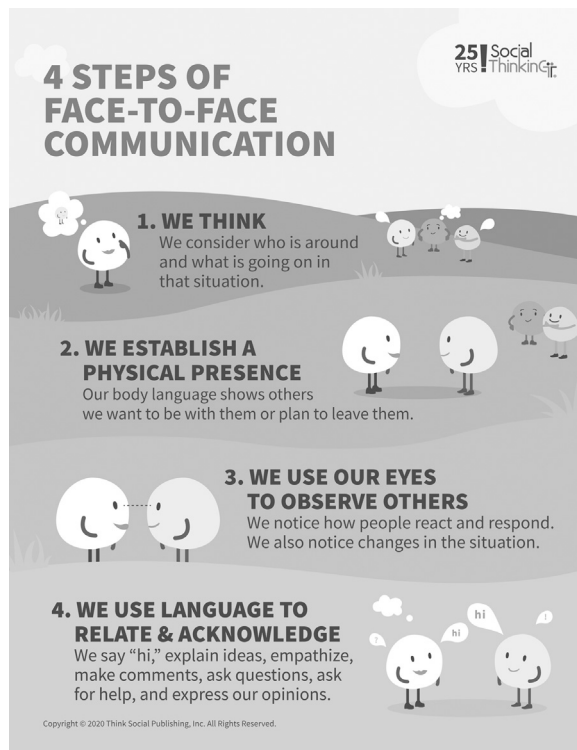 25 YRS ! Social Thinking
4 STEPS OF
FACE-TO-FACE
COMMUNICATION
1. WE THINK
We consider who is around
and what is going on in
that situation.
2. WE ESTABLISH A
PHYSICAL PRESENCE
Our body language shows others
we want to be with them or plan to leave them.
3. WE USE OUR EYES
TO OBSERVE OTHERS
We notice how people react and respond.
We also notice changes in the situation.
4. WE USE LANGUAGE TO
RELATE & ACKNOWLEDGE
We say “hi,” explain ideas, empathize,
make comments, ask questions, ask
for help, and express our opinions.
hi
!
?
hi
Copyright © 2020 Think Social Publishing, Inc. All Rights Reserved.